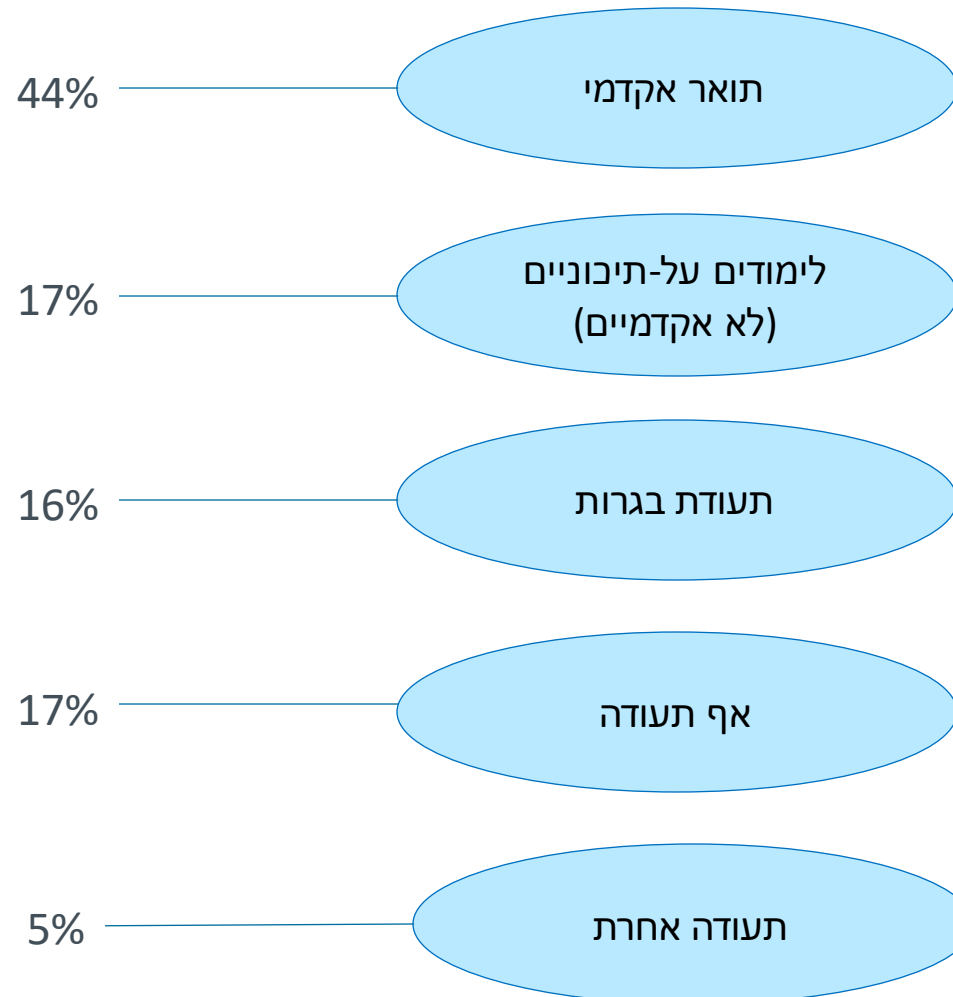 תואר אקדמי
44%
לימודים על-תיכוניים
(לא אקדמיים)
17%
תעודת בגרות
16%
אף תעודה
17%
תעודה אחרת
5%